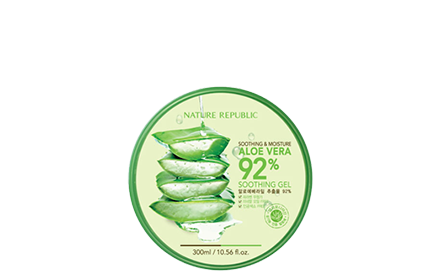 NATURE REPUBLIC
SOOTHING & MOISTURE
ALOE VERA
92%
SOOTHING GEL
알로에베라잎 추출물 92%
300ml / 10.56 fl.oz.